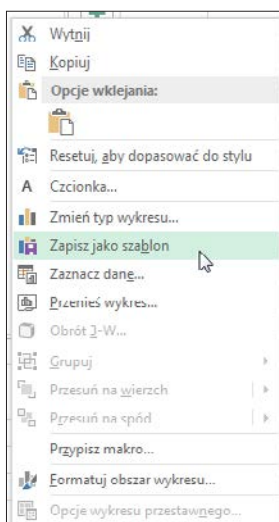 Wytnij
Kopiuj
Opcje wklejania:
Resetuj, aby dopasować do stylu
A Czcionka...
Zmień typ wykresu...
Zapisz jako szablon
Zaznacz dane...
Przenieś wykres...
Obrót 3-W...
Grupuj
Przesuń na wierzch
Przesuń na spód
Przypisz makro...
Formatuj obszar wykresu...
Opcje wykresu przestawnego...